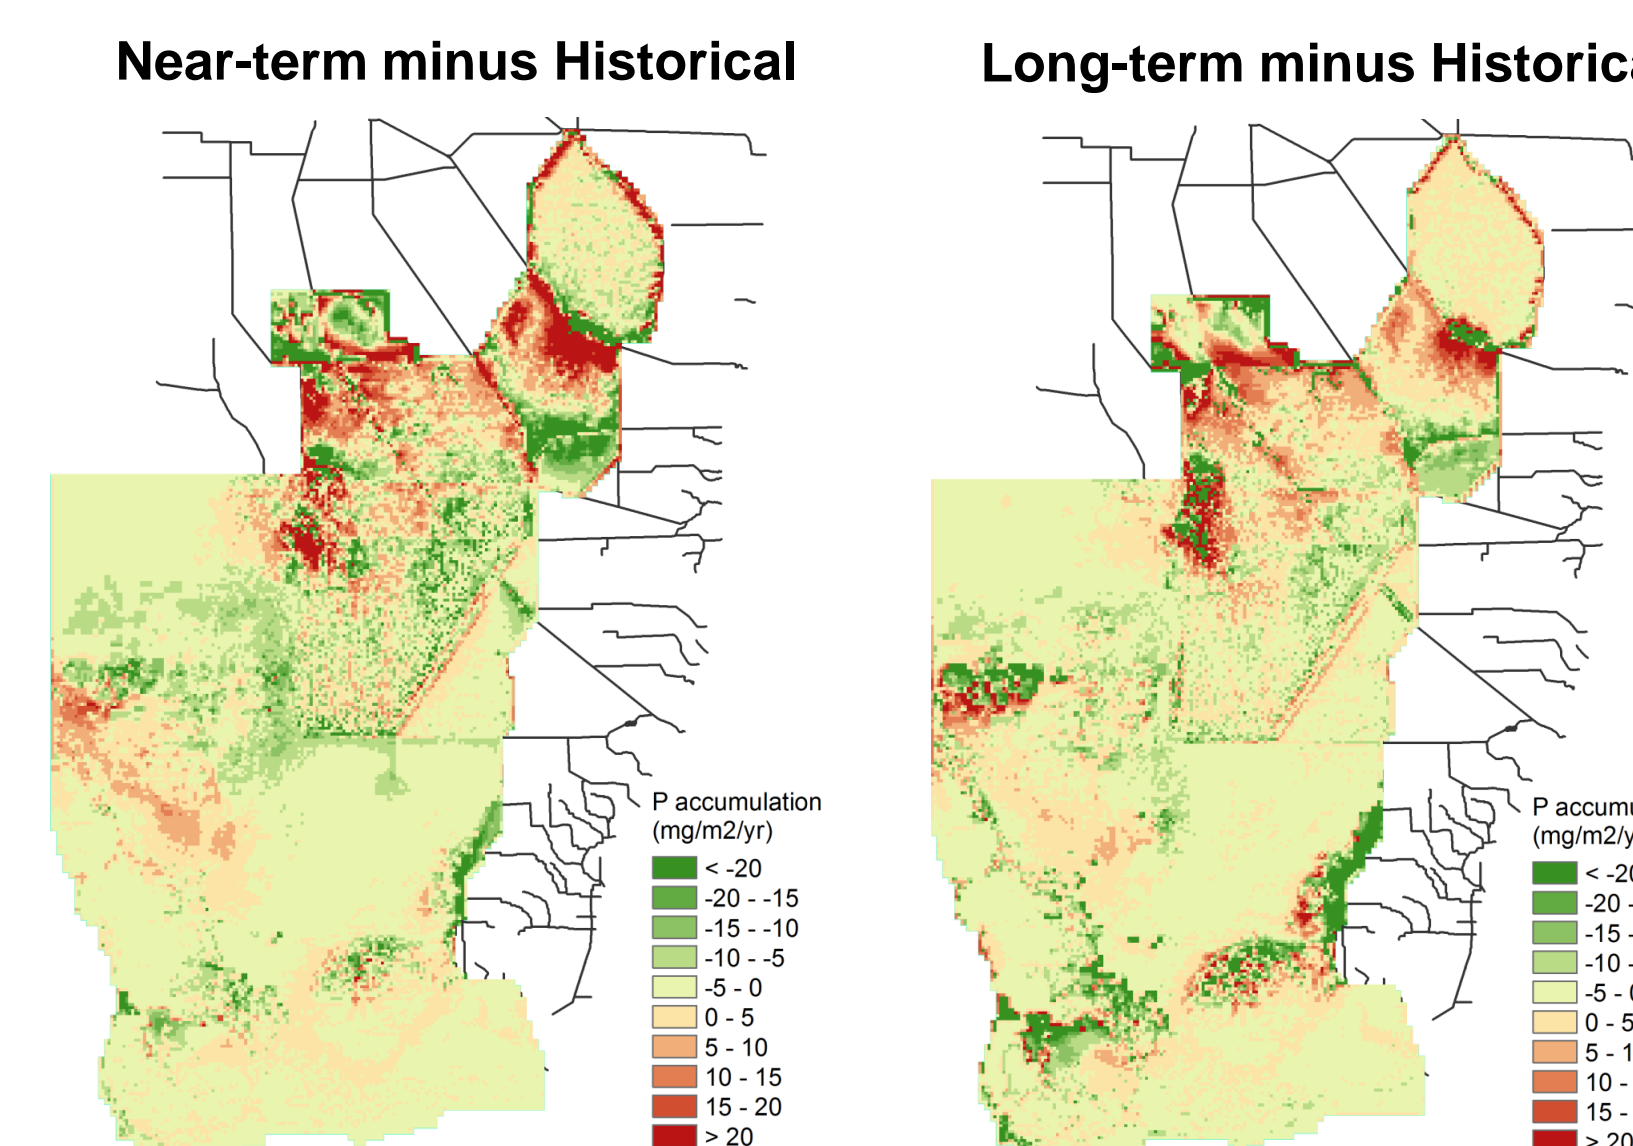 Near-term minus Historical
Long-term minus Historica
P accumulation
(mg/m2/yr)
< -20
-20 - -15
-15 - -10
-10 - -5
-5 - 0
0 - 5
5 - 10
10 - 15
15 - 20
> 20
P accumu
(mg/m2/y
< -20
-20 -
-15 -
-10 -
-5 - 0
0 - 5
5 - 1
10 -
15 -
> 20